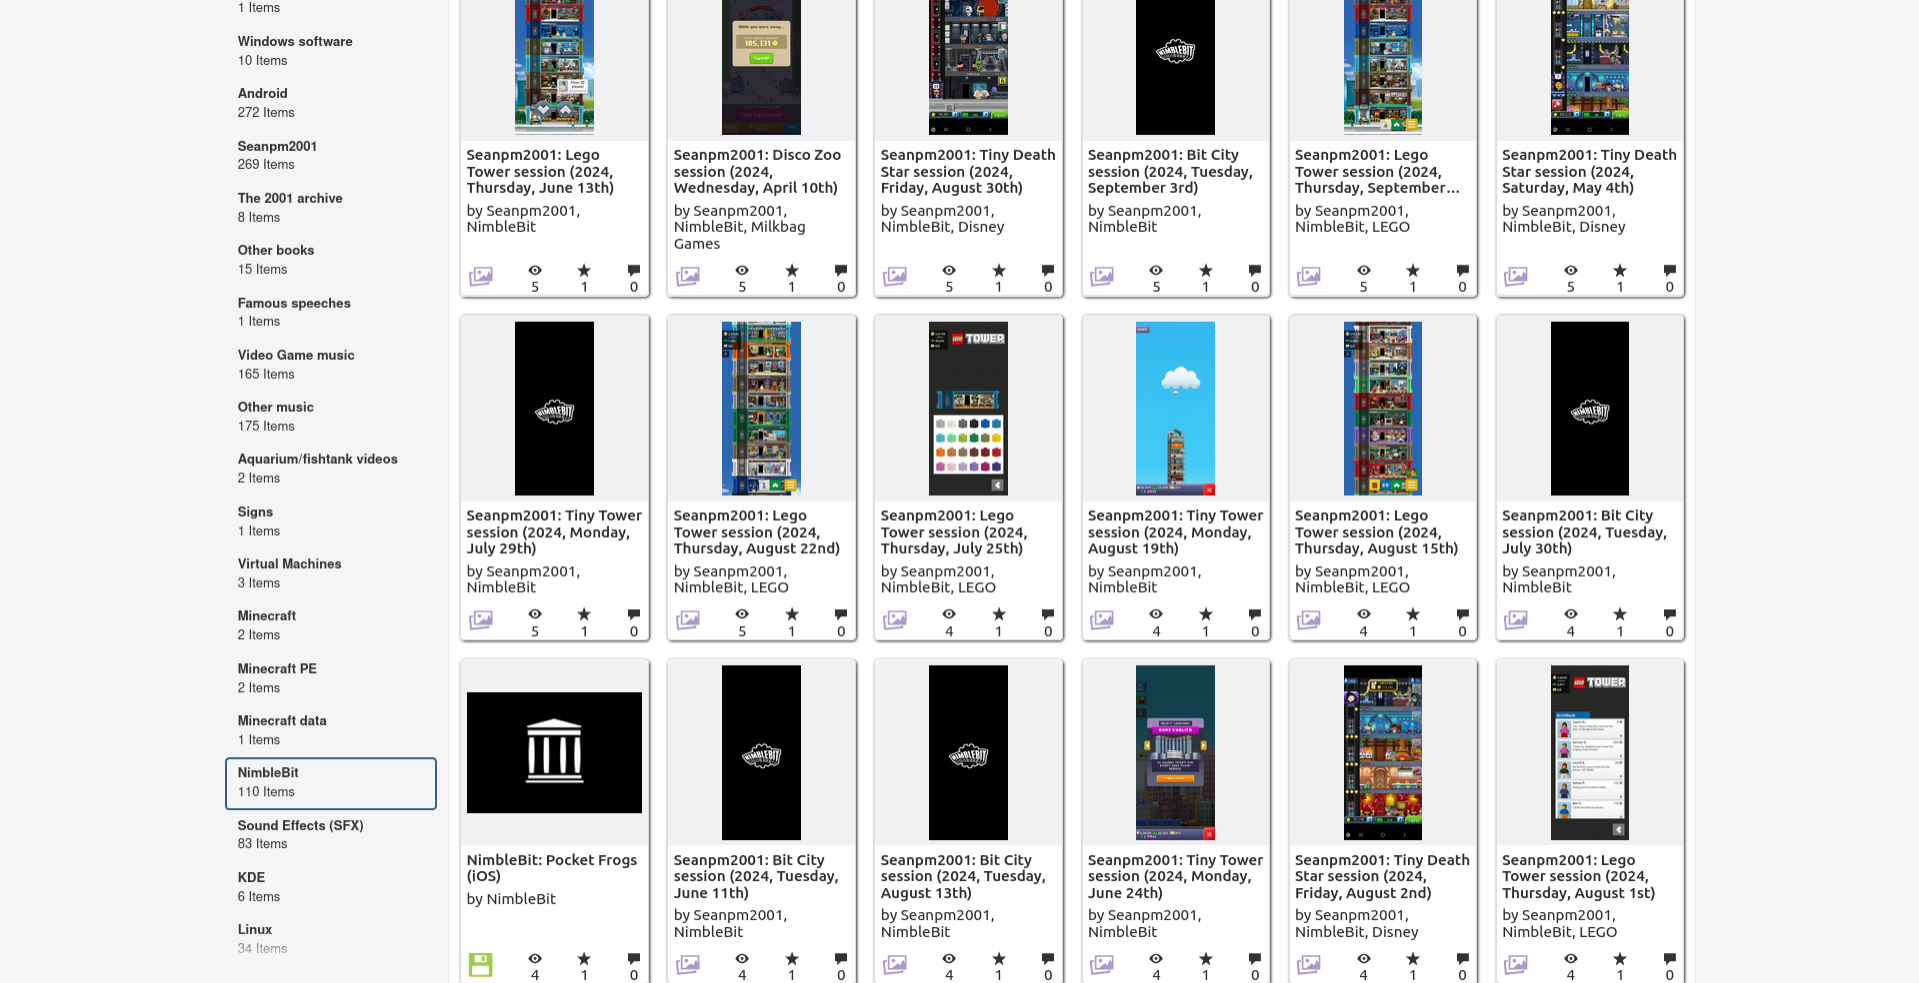 1 Items
Windows software
10 Items
Android
272 Items
Seanpm2001
269 Items
The 2001 archive
8 Items
Other books
15 Items
Famous speeches
1 Items
Video Game music
165 Items
Other music
175 Items
Aquarium/fishtank videos
2 Items
Signs
1 Items
Virtual Machines
3 Items
Minecraft
2 Items
Minecraft PE
2 Items
Minecraft data
1 Items
NimbleBit
110 Items
Sound Effects (SFX)
83 Items
KDE
6 Items
Linux
34 Items
Seanpm2001: Lego
Tower session (2024,
Thursday, June 13th)
by Seanpm2001,
NimbleBit
5 1 0
185,131
Seanpm2001: Disco Zoo
session (2024,
Wednesday, April 10th)
by Seanpm2001,
NimbleBit, Milkbag
Games
5 1 0
Seanpm2001: Tiny Death
Star session (2024,
Friday, August 30th)
by Seanpm2001,
NimbleBit, Disney
5 1 0
NIMBLEBIT
Seanpm2001: Bit City
session (2024, Tuesday,
September 3rd)
by Seanpm2001,
NimbleBit
5 1 0
Seanpm2001: Lego
Tower session (2024,
Thursday, September...
by Seanpm2001,
NimbleBit, LEGO
5 1 0
Seanpm2001: Tiny Death
Star session (2024,
Saturday, May 4th)
by Seanpm2001,
NimbleBit, Disney
5 1 0
NIMBLEBIT
Seanpm2001: Tiny Tower
session (2024, Monday,
July 29th)
by Seanpm2001,
NimbleBit
5 1 0
Seanpm2001: Lego
Tower session (2024,
Thursday, August 22nd)
by Seanpm2001,
NimbleBit, LEGO
5 1 0
LEGO TOWER
Seanpm2001: Lego
Tower session (2024,
Thursday, July 25th)
by Seanpm2001,
NimbleBit, LEGO
4 1 0
Seanpm2001: Tiny Tower
session (2024, Monday,
August 19th)
by Seanpm2001,
NimbleBit
4 1 0
Seanpm2001: Lego
Tower session (2024,
Thursday, August 15th)
by Seanpm2001,
NimbleBit, LEGO
4 1 0
NIMBLEBIT
Seanpm2001: Bit City
session (2024, Tuesday,
July 30th)
by Seanpm2001,
NimbleBit
4 1 0
NimbleBit: Pocket Frogs
(iOS)
by NimbleBit
4 1 0
NIMBLEBIT
Seanpm2001: Bit City
session (2024, Tuesday,
June 11th)
by Seanpm2001,
NimbleBit
4 1 0
NIMBLEBIT
Seanpm2001: Bit City
session (2024, Tuesday,
August 13th)
by Seanpm2001,
NimbleBit
4 1 0
BURJ KHALIFA
Seanpm2001: Tiny Tower
session (2024, Monday,
June 24th)
by Seanpm2001,
NimbleBit
4 1 0
Seanpm2001: Tiny Death
Star session (2024,
Friday, August 2nd)
by Seanpm2001,
NimbleBit, Disney
4 1 0
LEGO TOWER
Seanpm2001: Lego
Tower session (2024,
Thursday, August 1st)
by Seanpm2001,
NimbleBit, LEGO
4 1 0